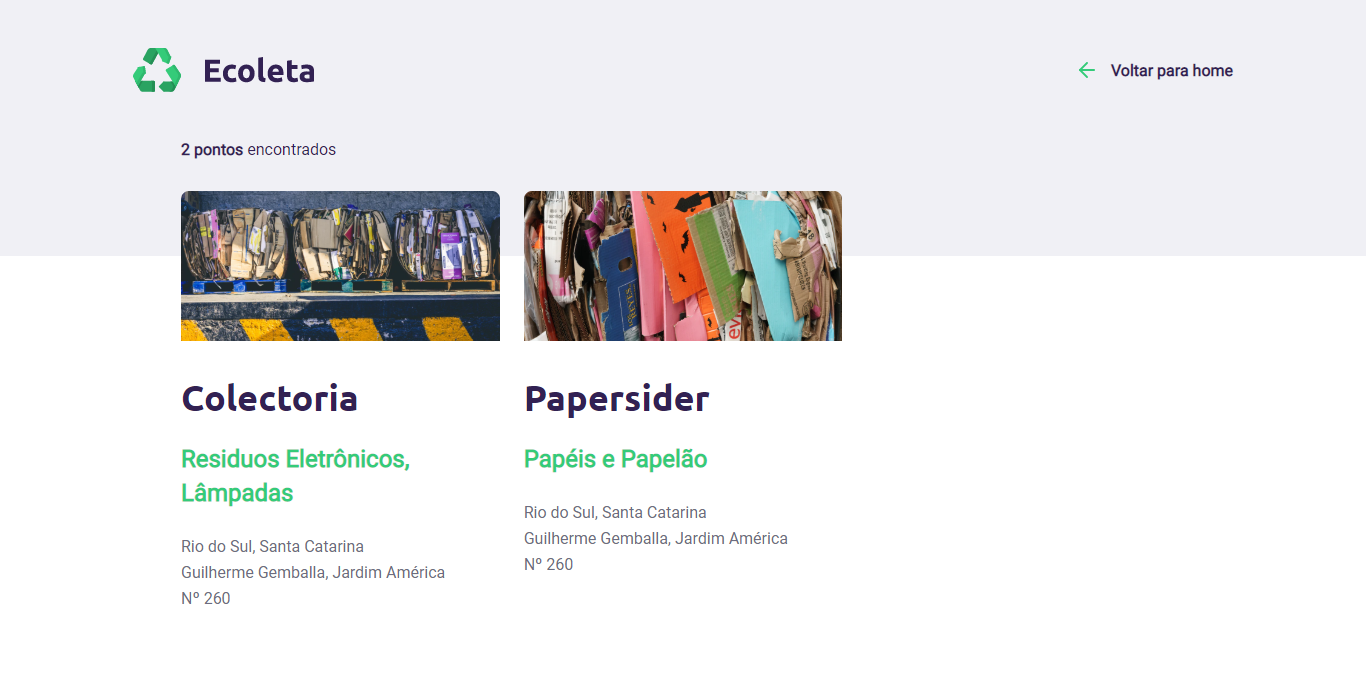 Ecoleta
Voltar para home
2 pontos encontrados
Colectoria
Residuos Eletrônicos,
Lâmpadas
Rio do Sul, Santa Catarina
Guilherme Gemballa, Jardim América
Nº 260
Papersider
Papéis e Papelão
Rio do Sul, Santa Catarina
Guilherme Gemballa, Jardim América
Nº 260